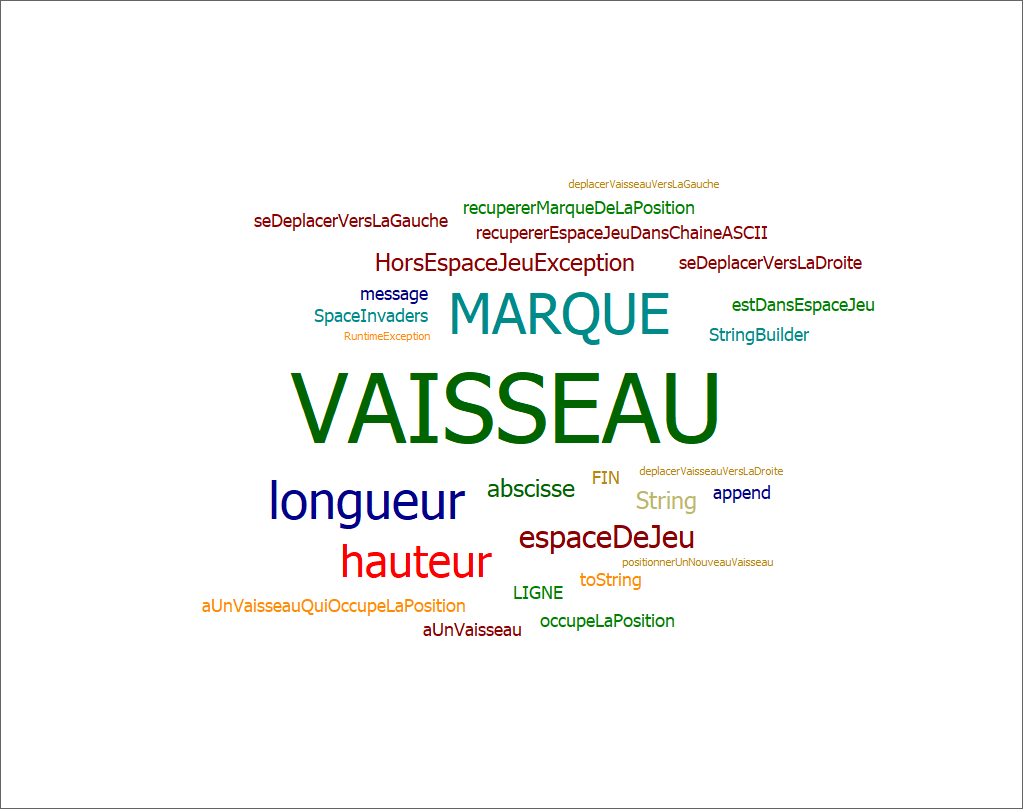 deplacerVaisseauVersLaGauche
recupererMarqueDeLaPosition
seDeplacerVersLaGauche
recupererEspaceJeuDansChaineASCII
HorsEspaceJeuException
seDeplacerVersLaDroite
message
MARQUE
estDansEspaceJeu
SpaceInvaders
StringBuilder
RuntimeException
VAISSEAU
deplacerVaisseauVersLaDroite
FIN
abscisse
longueur
String
append
espaceDeJeu
hauteur
positionnerUnNouveauVaisseau
toString
LIGNE
aUnVaisseauQuiOccupeLaPosition
occupeLaPosition
aUnVaisseau